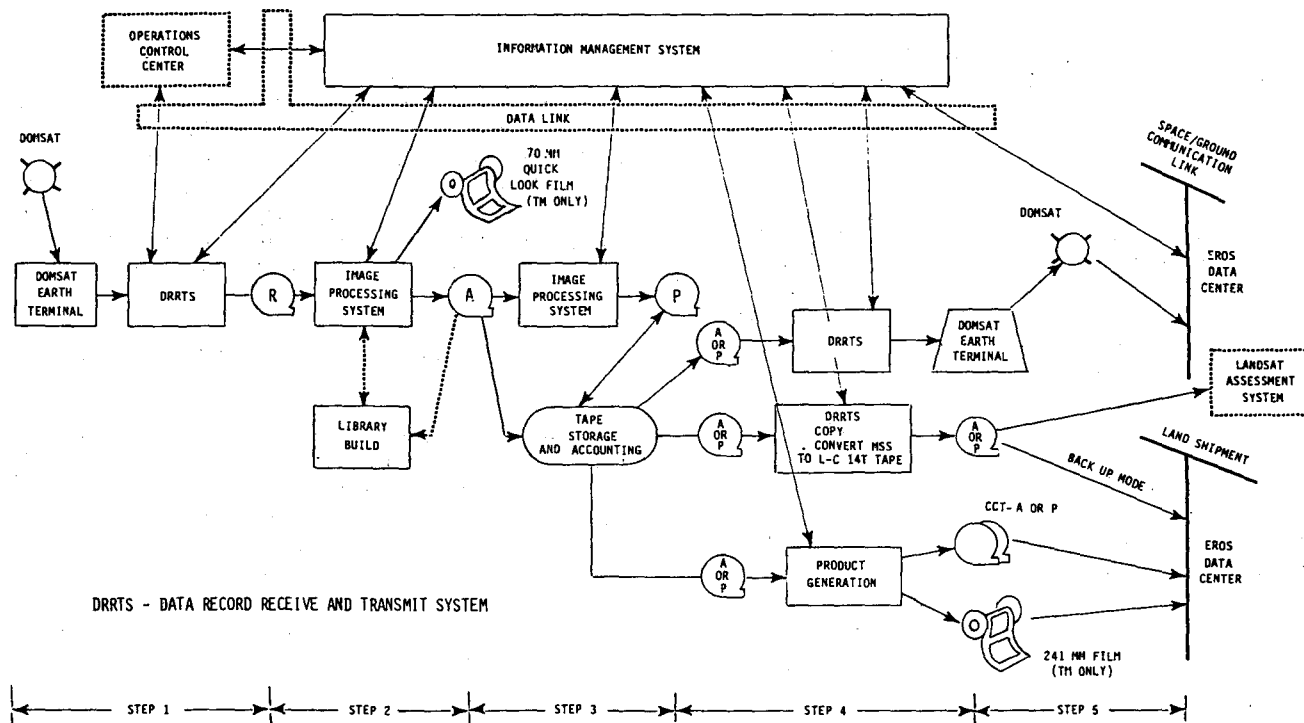 OPERATIONS
CONTROL
CENTER
INFORMATION MANAGEMENT SYSTEM
DATA LINK
DOMSAT
70 MM
QUICK
LOOK FILM
(TM ONLY)
SPACE/GROUND
COMMUNICATION
LINK
DOMSAT
DOMSAT
EARTH
TERMINAL
DRRTS
R
IMAGE
PROCESSING
SYSTEM
A
IMAGE
PROCESSING
SYSTEM
P
EROS
DATA
CENTER
A
OR
P
DRRTS
DOMSAT
EARTH
TERMINAL
LANDSAT
ASSESSMENT
SYSTEM
LIBRARY
BUILD
TAPE
STORAGE
AND ACCOUNTING
A
OR
P
DRRTS
COPY
. CONVERT MSS
TO L-C 14T TAPE
A
OR
P
LAND SHIPMENT
BACK UP MODE
CCT- A OR P
A
OR
P
PRODUCT
GENERATION
EROS
DATA
CENTER
DRRTS - DATA RECORD RECEIVE AND TRANSMIT SYSTEM
241 MM FILM
(TM ONLY)
STEP 1
STEP 2
STEP 3
STEP 4
STEP 5